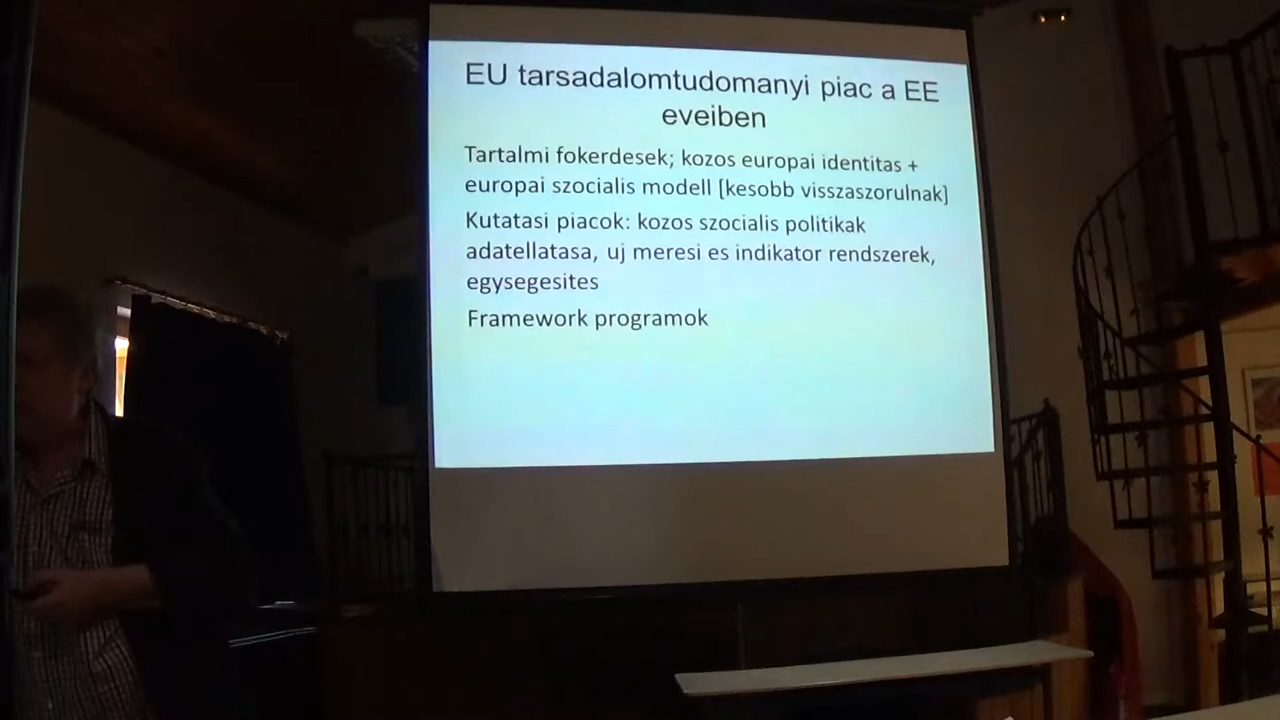 EU tarsadalomtudomanyi piac a EE
eveiben
Tartalmi fokerdesek; kozos europai identitas +
europai szocialis modell [kesobb visszaszorulnak]
Kutatasi piacok: kozos szocialis politikak
adatellatasa, uj meresi es indikator rendszerek,
egysegesites
Framework programok